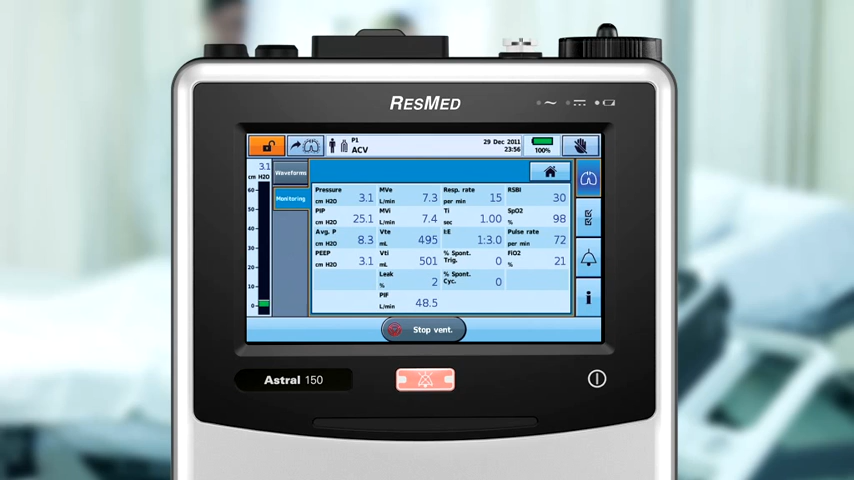 RESMED
P1
ACV
29 Dec 2011
23:56
100%
3.1
cm H2O
60
50
40
30
20
10
0
Waveforms
Monitoring
Pressure
cm H2O 3.1
MVe
L/min 7.3
Resp. rate
per min 15
RSBI
30
PIP
cm H2O 25.1
MVi
L/min 7.4
Ti
sec 1.00
SpO2
% 98
Avg. P
cm H2O 8.3
Vte
mL 495
I:E
1:3.0
Pulse rate
per min 72
PEEP
cm H2O 3.1
Vti
mL 501
% Spont.
Trig. 0
FiO2
% 21
Leak
% 2
% Spont.
Cyc. 0
PIF
L/min 48.5
i
Stop vent.
Astral 150